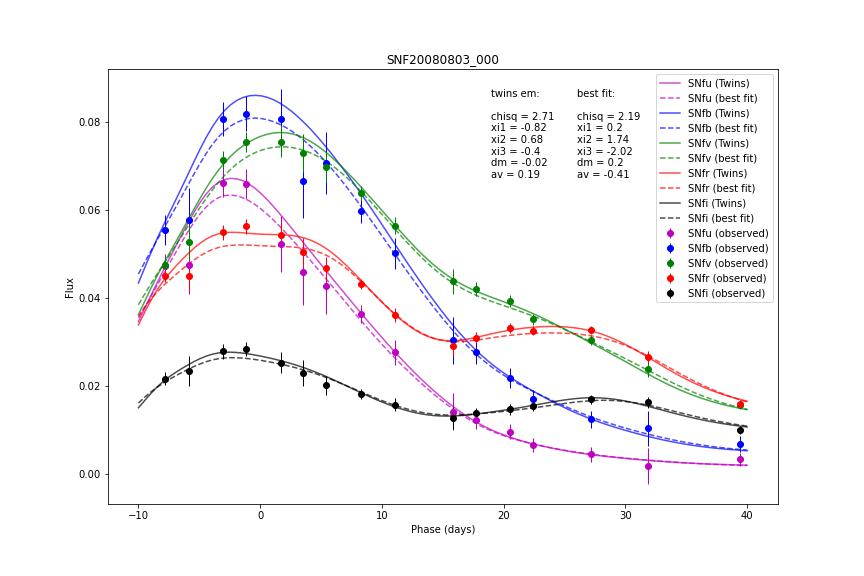 SNF20080803_000
twins em: best fit:
chisq = 2.71 chisq = 2.19
xi1 = -0.82 xi1 = 0.2
xi2 = 0.68 xi2 = 1.74
xi3 = -0.4 xi3 = -2.02
dm = -0.02 dm = 0.2
av = 0.19 av = -0.41
SNfu (Twins)
SNfu (best fit)
SNfb (Twins)
SNfb (best fit)
SNfv (Twins)
SNfv (best fit)
SNfr (Twins)
SNfr (best fit)
SNfi (Twins)
SNfi (best fit)
SNfu (observed)
SNfb (observed)
SNfv (observed)
SNfr (observed)
SNfi (observed)
Flux
0.08
0.06
0.04
0.02
0.00
−10 0 10 20 30 40
Phase (days)